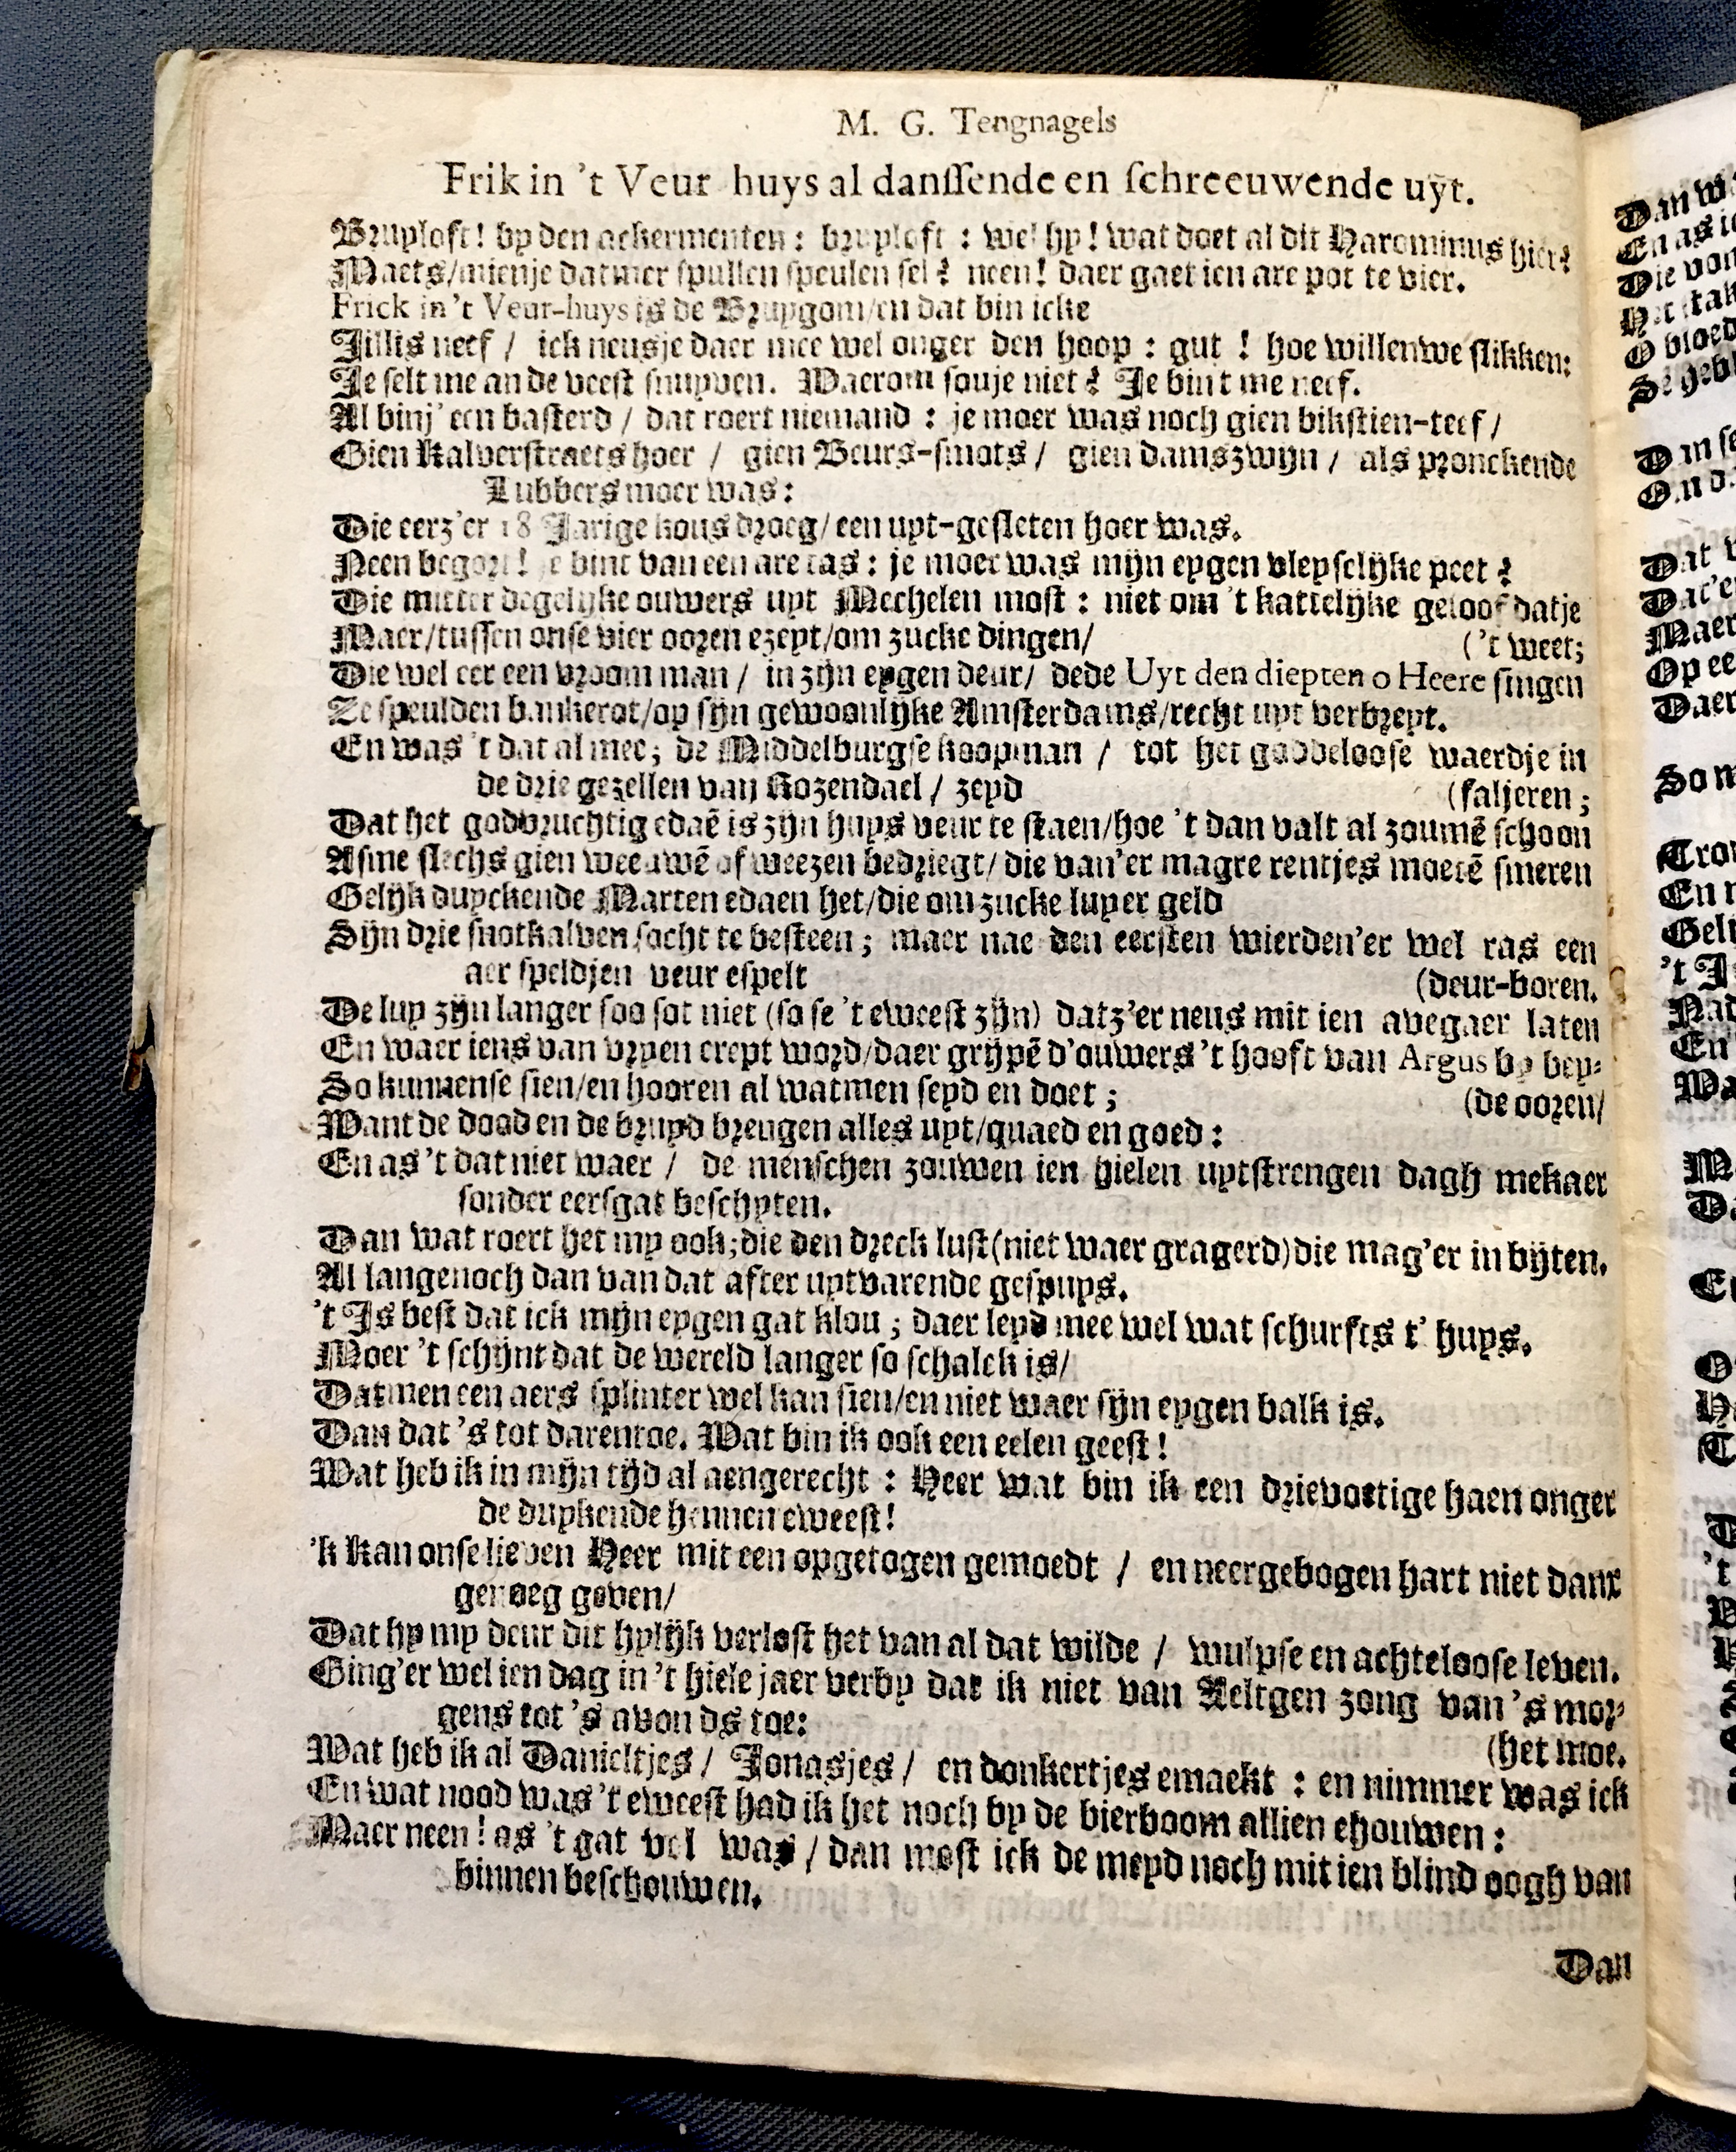 M. G. Tengnagels
Frik in 't Veur huys al danssende en schreeuwende uyt.
Bruyloft! by den ackermenten: bruyloft: wel hy! wat doet al dit Harominus hier?
Maets/mienje datmer spullen speulen sel? neen! daer gaet ien are pot te vier.
Frick in 't Veur-huys is de Bruygom/en dat bin icke
Jillis neef / ick neusje daer mee wel onger den hoop: gut! hoe willenwe slikken:
Je selt me an de veest snuyven. Waerom souje niet? Je bint me neef.
Al binj' een basterd / dat roert niemand: je moer was noch gien bikstien-teef/
Gien Kalverstraets hoer / gien Beurs-smots / gien damszwyn / als pronckende
Lubbers moer was:
Die eerz'er 18 Jarige kous droeg/een uyt-gesleten hoer was.
Neen begort! je bint van een are tas: je moer was mijn eygen vleyselyke peet?
Die mitter degelyke ouwers uyt Mechelen most: niet om 't kattelyke geloof datje
Maer/tussen onse vier ooren ezeyt/om zucke dingen/ ('t weet;
Die wel eer een vroom man / in zijn eygen deur/ dede Uyt den diepten o Heere singen
Ze speulden bankerot/op sijn gewoonlijke Amsterdams/recht uyt verbreyt.
En was 't dat al mee; de Middelburgse koopman / tot het goddeloose waerdje in
de drie gezellen van Rozendael / zeyd (faljeren;
Dat het godvruchtig edaē is zijn huys veur te staen/hoe 't dan valt al zoumē schoon
Asme slechs gien weeuwē of weezen bedriegt/ die van'er magre rentjes moetē smeren
Gelijk duyckende Marten edaen het/die om zucke luyer geld
Sijn drie snotkalven socht te besteen; maer nae den eersten wierden'er wel ras een
aer speldjen veur espelt (deur-boren.
De luy zijn langer soo sot niet (so se 't eweest zijn) datz'er neus mit ien avegaer laten
En waer iens van vryen ereyt word/daer grijpē d'ouwers 't hooft van Argus by bey-
So kunnense sien/en hooren al watmen seyd en doet; (de ooren/
Want de dood en de bruyd brengen alles uyt/quaed en goed:
En as 't dat niet waer / de menschen zouwen ien hielen uytstrengen dagh mekaer
sonder eersgat beschyten.
Dan wat roert het my ook;die den dreck lust(niet waer gragerd)die mag'er in bijten.
Al langenoch dan van dat after uytvarende gespuys.
't Is best dat ick mijn eygen gat klou; daer leyd mee wel wat schurfts t' huys.
Moer 't schijnt dat de wereld langer so schalck is/
Datmen een aers splinter wel kan sien/en niet waer sijn eygen balk is.
Dan dat 's tot darentoe. Wat bin ik ook een eelen geest!
Wat heb ik in mijn tijd al aengerecht: Heer wat bin ik een drievoetige haen onger
de duykende hennen eweest!
'k Kan onse lieven Heer mit een opgetogen gemoedt / en neergebogen hart niet danx
genoeg geven/
Dat hy my deur dit hylijk verlost het van al dat wilde / wulpse en achteloose leven.
Ging'er wel ien dag in 't hiele jaer verby dat ik niet van Aeltgen zong van 's mor-
gens tot 's avonds toe: (het moe.
Wat heb ik al Danieltjes / Jonasjes / en donkertjes emaekt: en nimmer was ick
En wat nood was 't eweest had ik het noch by de bierboom allien ehouwen:
Maer neen! as 't gat vol was / dan most ick de meyd noch mit ien blind oogh van
binnen beschouwen.
Dan